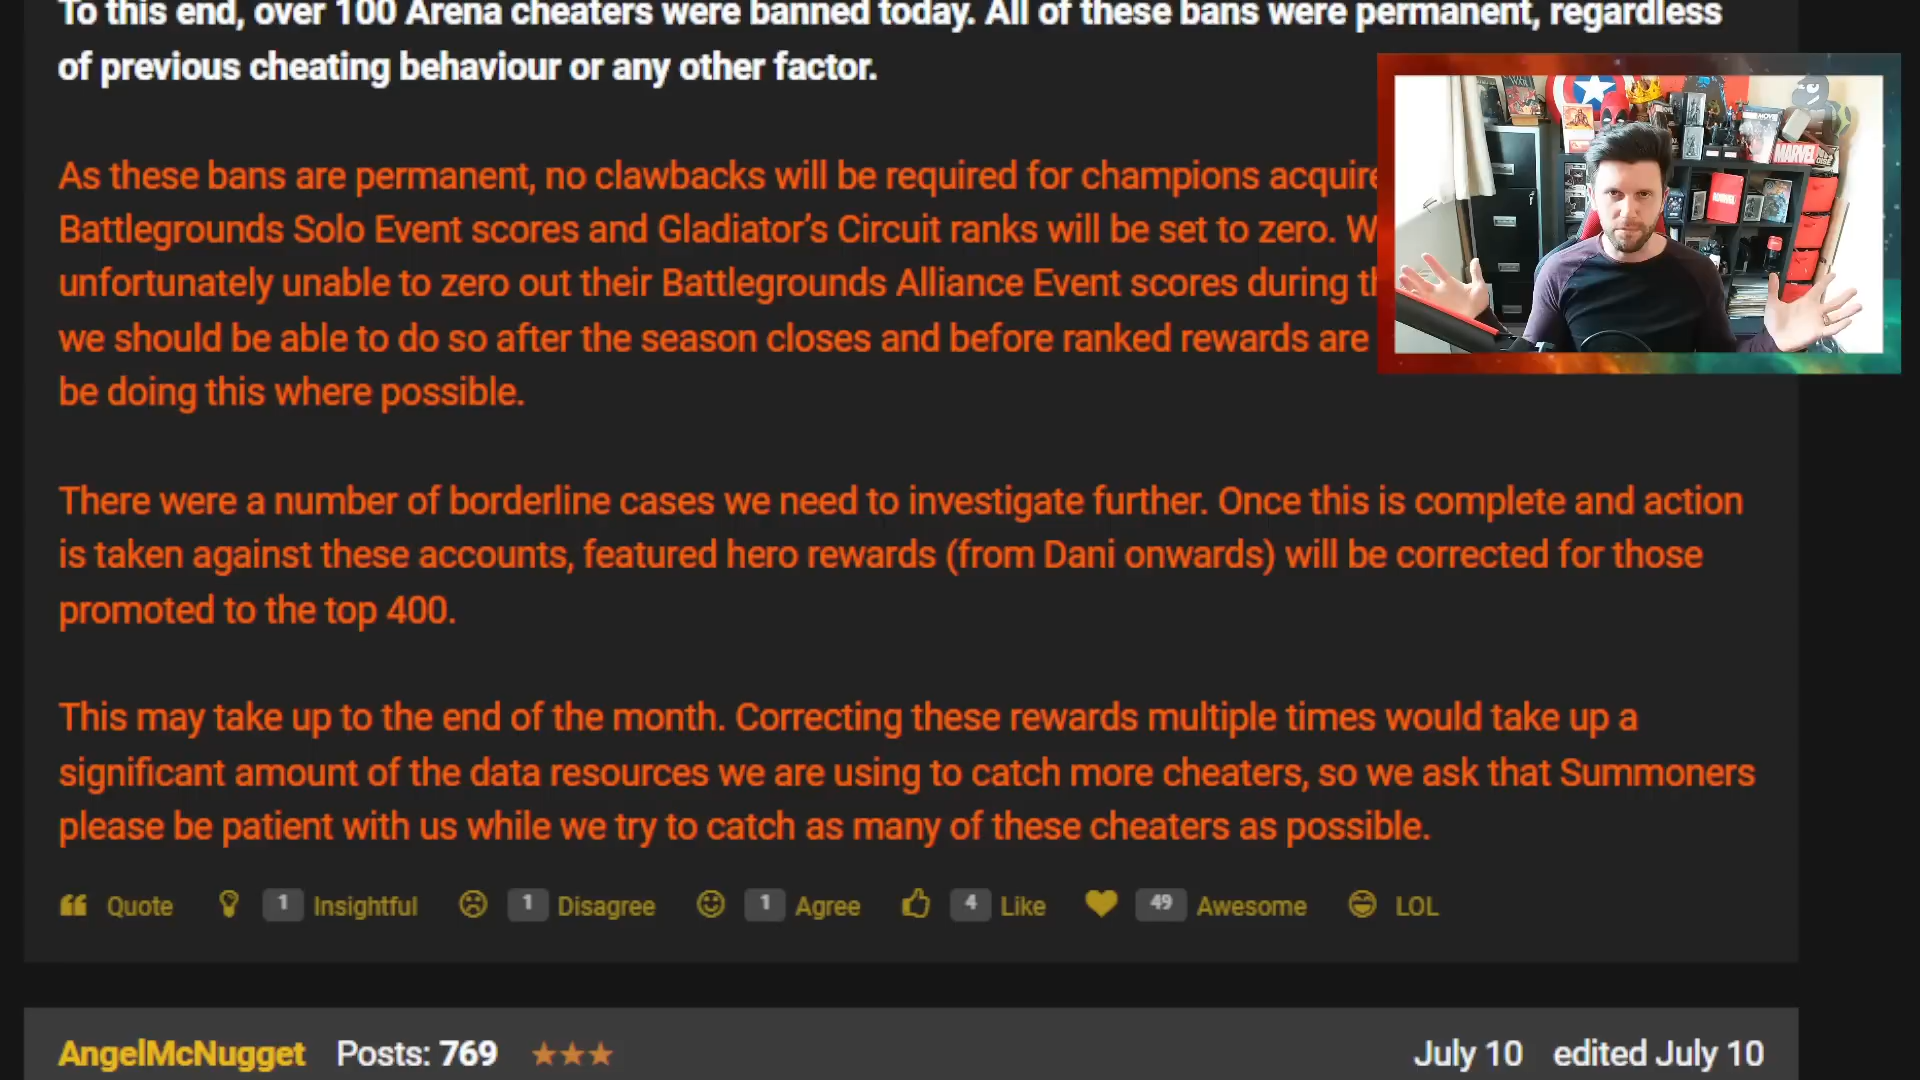 To this end, over 100 Arena cheaters were banned today. All of these bans were permanent, regardless
of previous cheating behaviour or any other factor.
As these bans are permanent, no clawbacks will be required for champions acquire
Battlegrounds Solo Event scores and Gladiator's Circuit ranks will be set to zero. W
unfortunately unable to zero out their Battlegrounds Alliance Event scores during th
we should be able to do so after the season closes and before ranked rewards are
be doing this where possible.
There were a number of borderline cases we need to investigate further. Once this is complete and action
is taken against these accounts, featured hero rewards (from Dani onwards) will be corrected for those
promoted to the top 400.
This may take up to the end of the month. Correcting these rewards multiple times would take up a
significant amount of the data resources we are using to catch more cheaters, so we ask that Summoners
please be patient with us while we try to catch as many of these cheaters as possible.
Quote 1 Insightful 1 Disagree 1 Agree 4 Like 49 Awesome LOL
AngelMcNugget Posts: 769 July 10 edited July 10
MARVEL